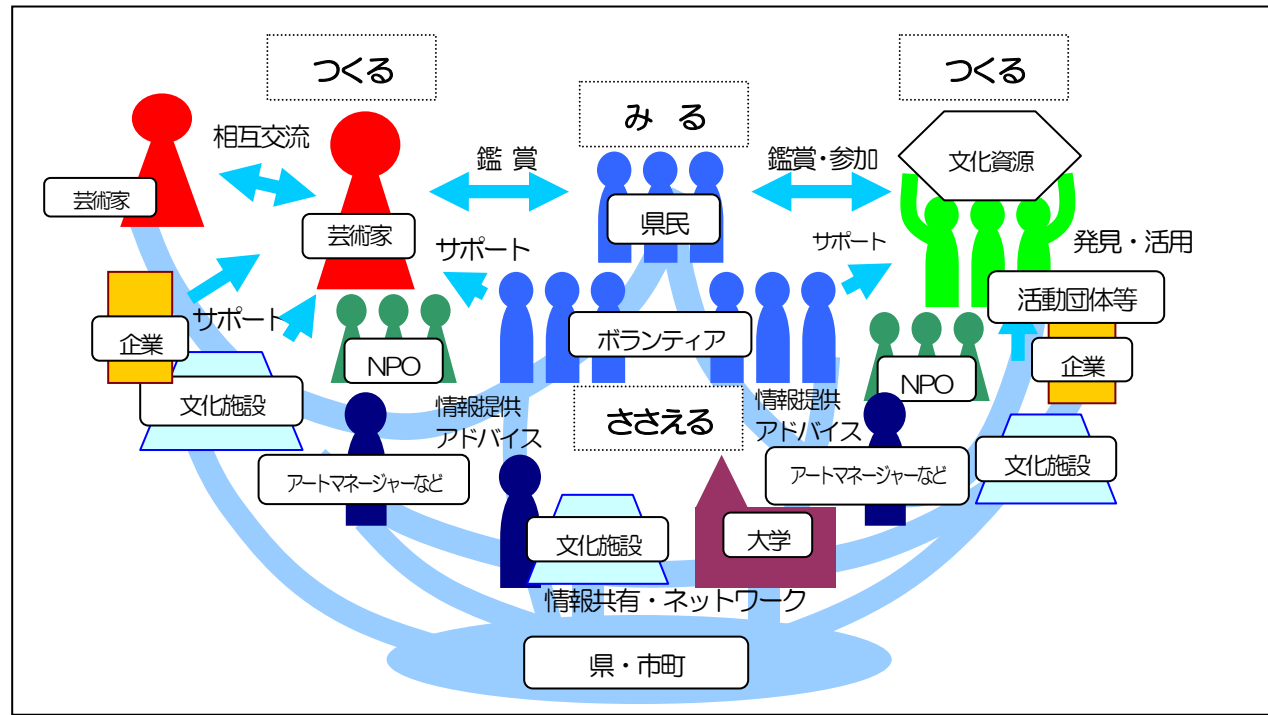 つくる
つくる
み る
相互交流
鑑 賞
鑑賞・参加
文化資源
芸術家
芸術家
県民
サポート
サポート
発見・活用
サポート
企業
NPO
ボランティア
活動団体等
企業
NPO
文化施設
情報提供
アドバイス
ささえる
情報提供
アドバイス
文化施設
アートマネージャーなど
アートマネージャーなど
文化施設
大学
情報共有・ネットワーク
県・市町